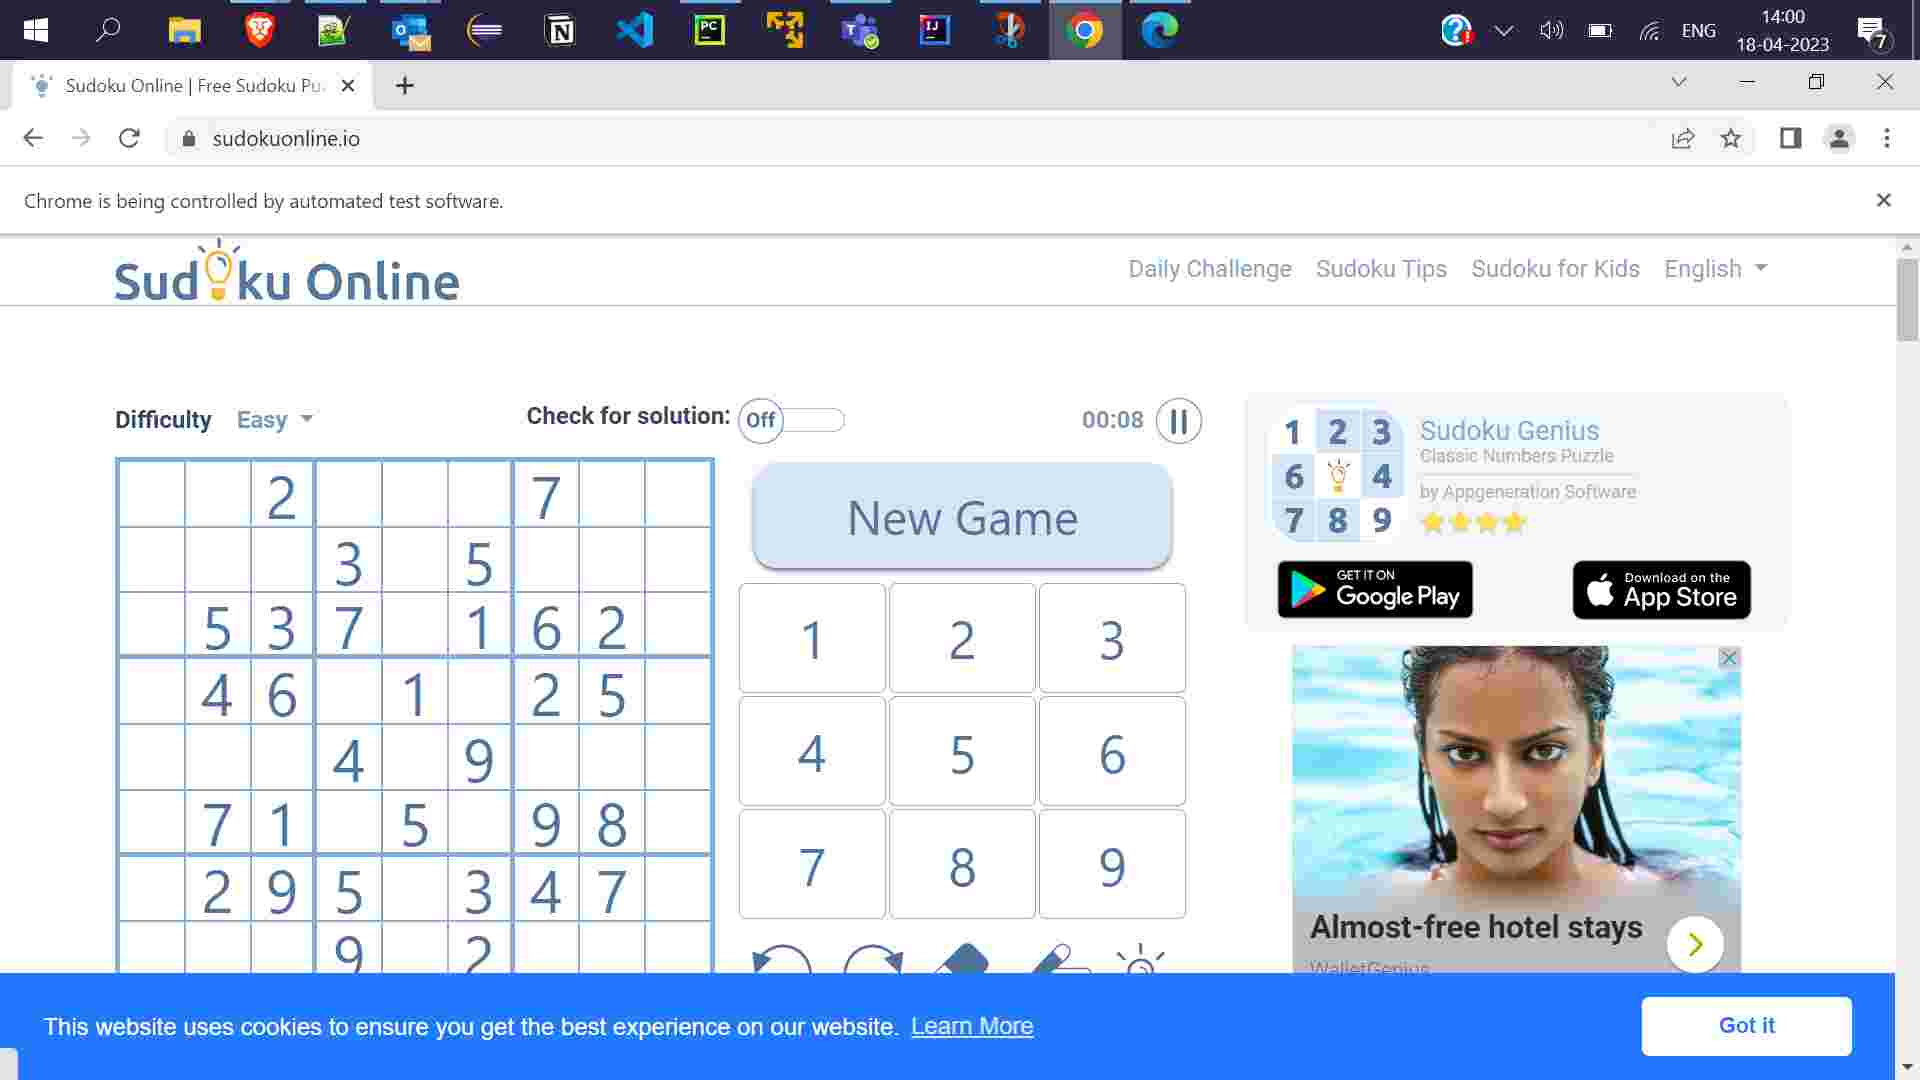 ENG
14:00
18-04-2023
7
Sudoku Online | Free Sudoku Pu
sudokuonline.io
Chrome is being controlled by automated test software.
Sudoku Online
Daily Challenge Sudoku Tips Sudoku for Kids English
Difficulty Easy
Check for solution: Off
00:08
2 7
3 5
5 3 7 1 6 2
4 6 1 2 5
4 9
7 1 5 9 8
2 9 5 3 4 7
9 2
New Game
1 2 3
4 5 6
7 8 9
1 2 3
6 4
7 8 9
Sudoku Genius
Classic Numbers Puzzle
by Appgeneration Software
GET IT ON
Google Play
Download on the
App Store
Almost-free hotel stays
WalletGenius
This website uses cookies to ensure you get the best experience on our website. Learn More
Got it